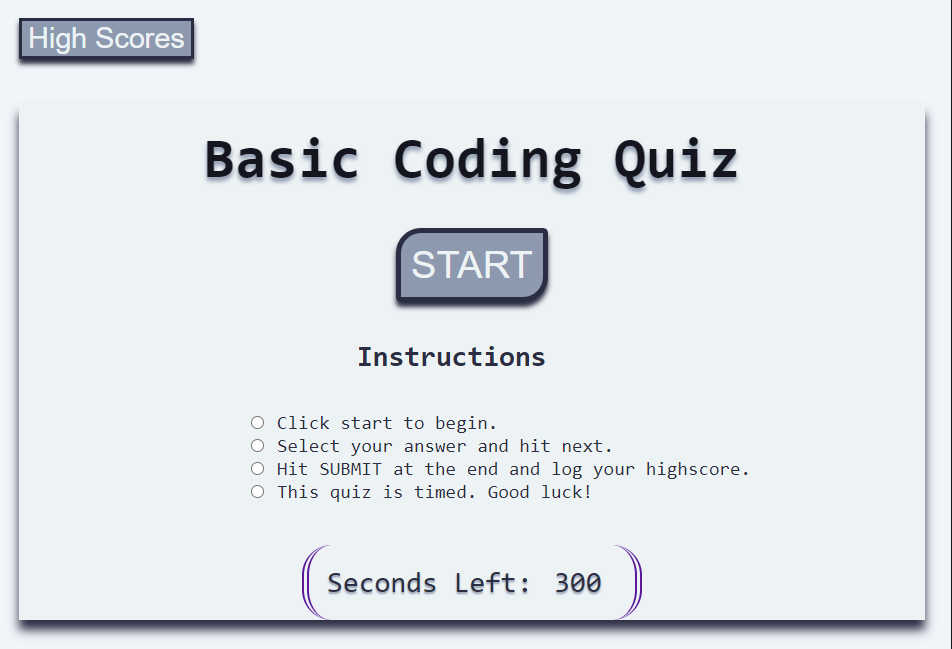 High Scores
Basic Coding Quiz
START
Instructions
Click start to begin.
Select your answer and hit next.
Hit SUBMIT at the end and log your highscore.
This quiz is timed. Good luck!
Seconds Left: 300